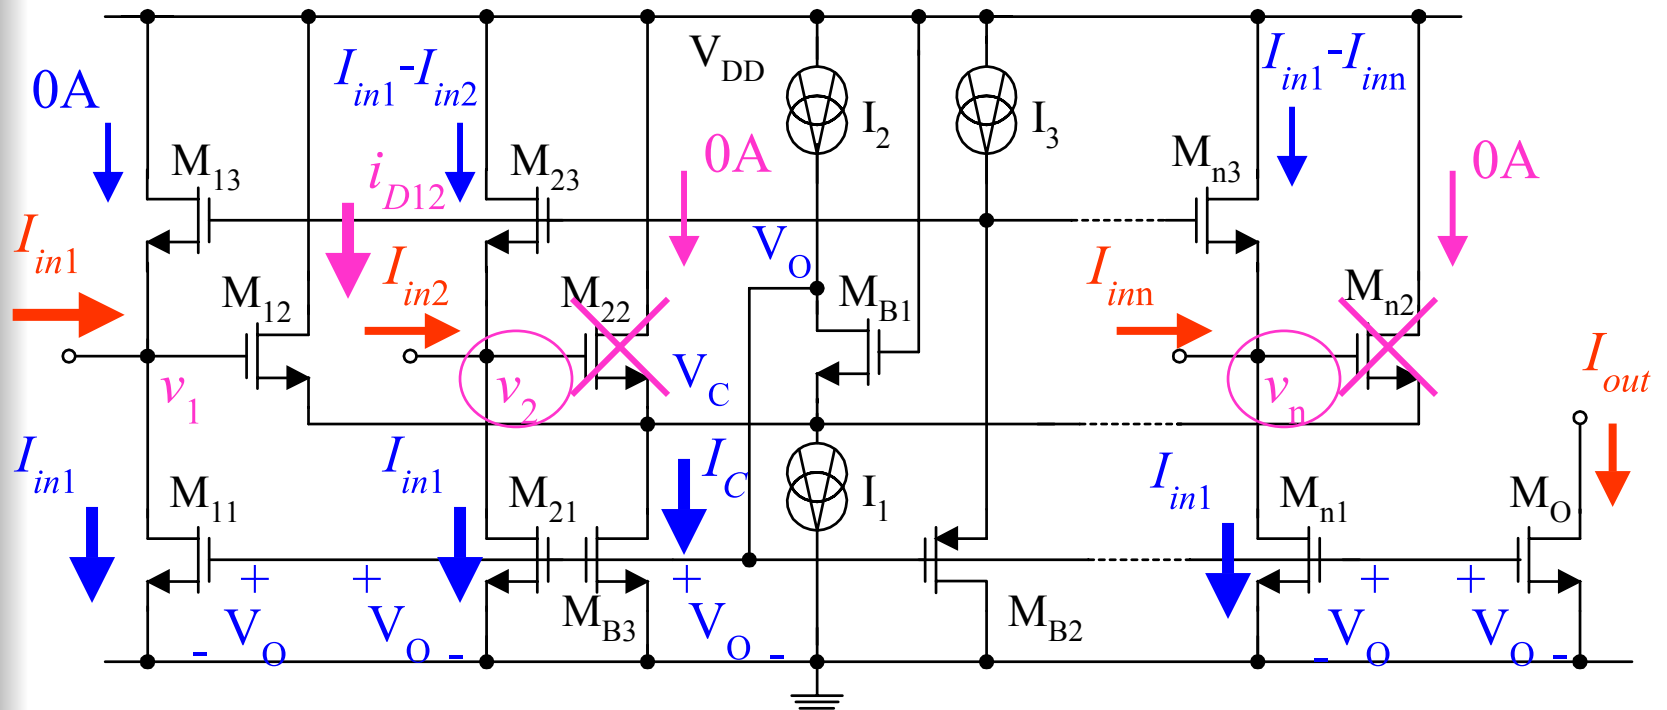 V_DD
I_in1-I_in2
I_in1-I_inn
0A
I_2
I_3
M_13
M_23
0A
M_n3
0A
i_D12
I_in1
V_O
I_in2
I_inn
M_12
M_22
M_B1
M_n2
V_C
I_out
v_1
v_2
v_n
I_in1
I_in1
I_C
I_in1
M_11
M_21
I_1
M_n1
M_O
+
+
+
+
+
M_B3
M_B2
V_O
V_O
V_O
V_O
V_O
-
-
-
-
-